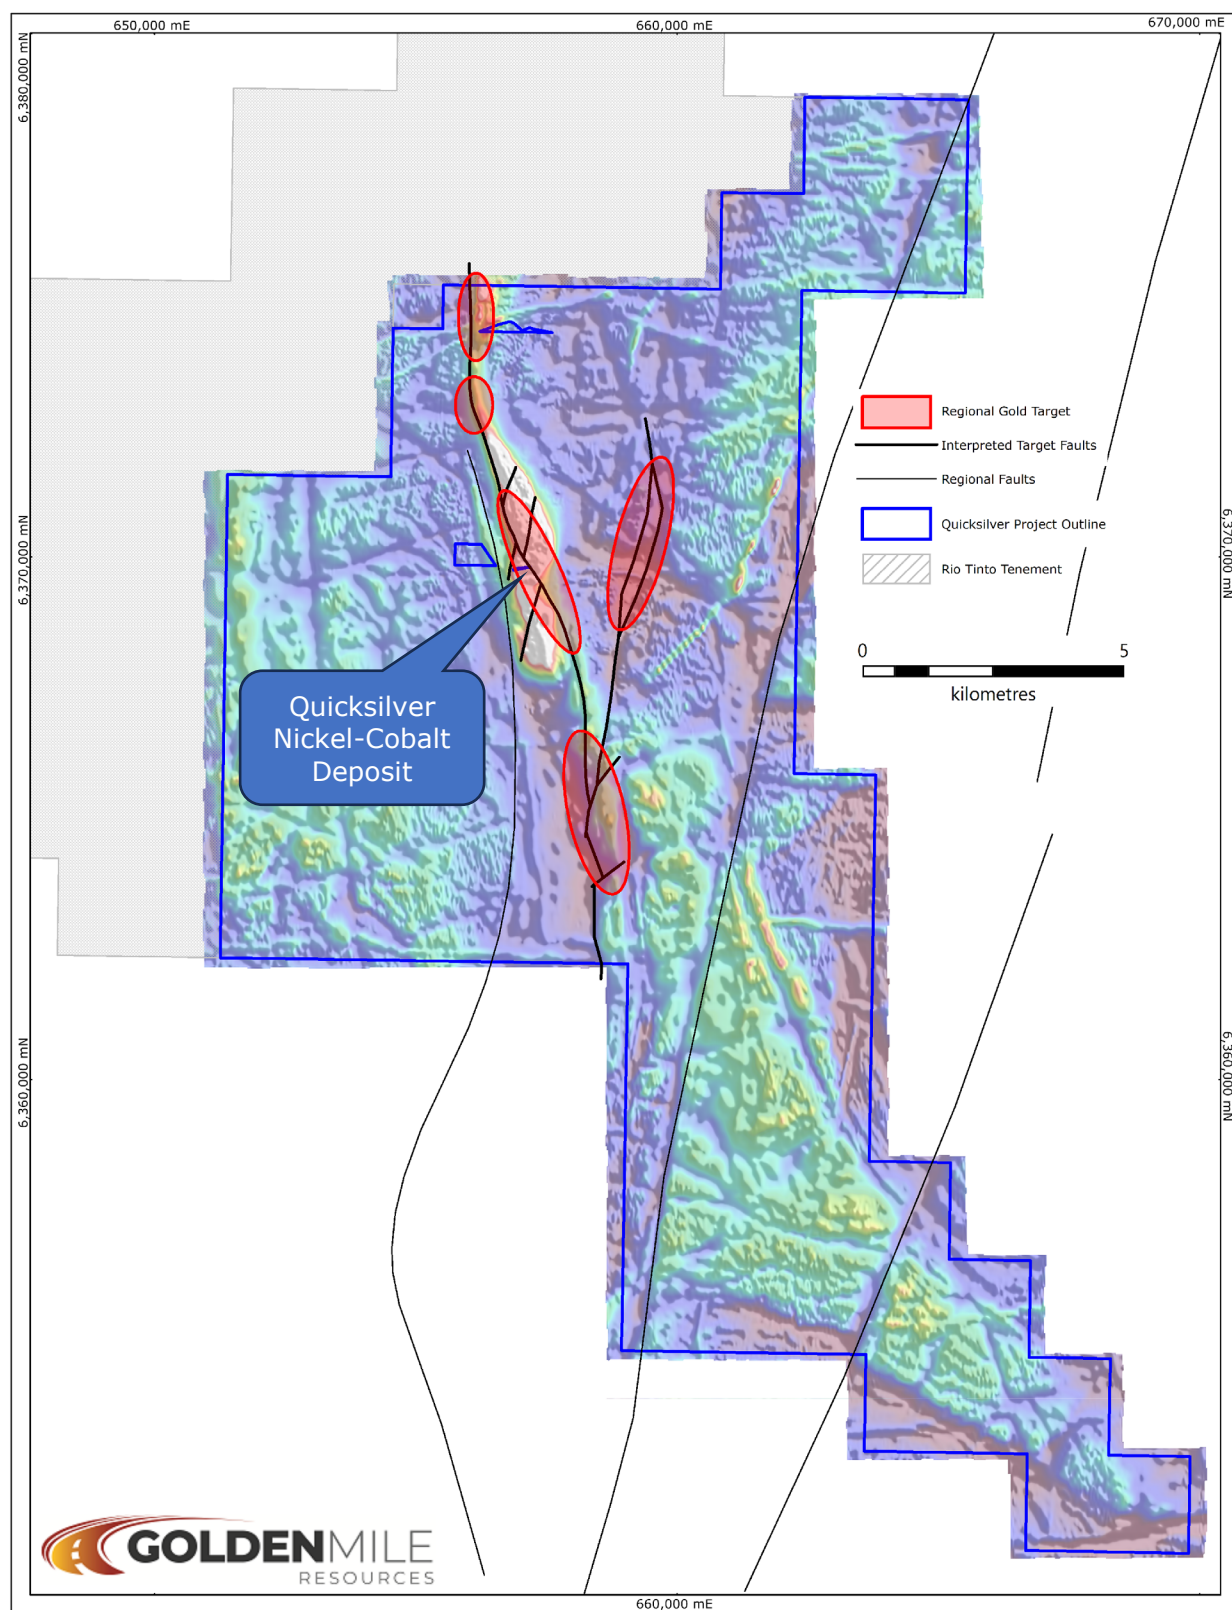 650,000 mE
660,000 mE
670,000 mE
6,380,000 mN
6,370,000 mN
6,360,000 mN
6,370,000 mN
6,360,000 mN
Regional Gold Target
Interpreted Target Faults
Regional Faults
Quicksilver Project Outline
Rio Tinto Tenement
0
5
kilometres
Quicksilver
Nickel-Cobalt
Deposit
GOLDENMILE
RESOURCES
660,000 mE